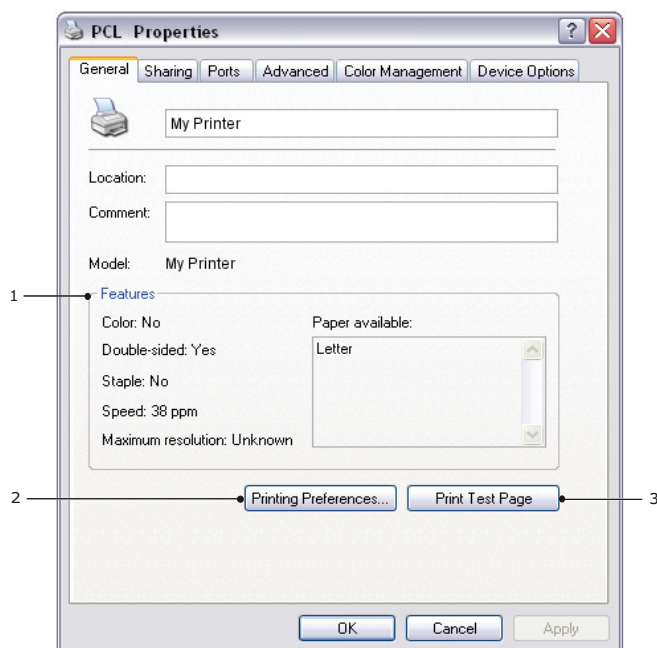 PCL Properties
General Sharing Ports Advanced Color Management Device Options
My Printer
Location:
Comment:
Model: My Printer
1
Features
Color: No
Paper available:
Double-sided: Yes
Letter
Staple: No
Speed: 38 ppm
Maximum resolution: Unknown
2
Printing Preferences...
Print Test Page
3
OK
Cancel
Apply